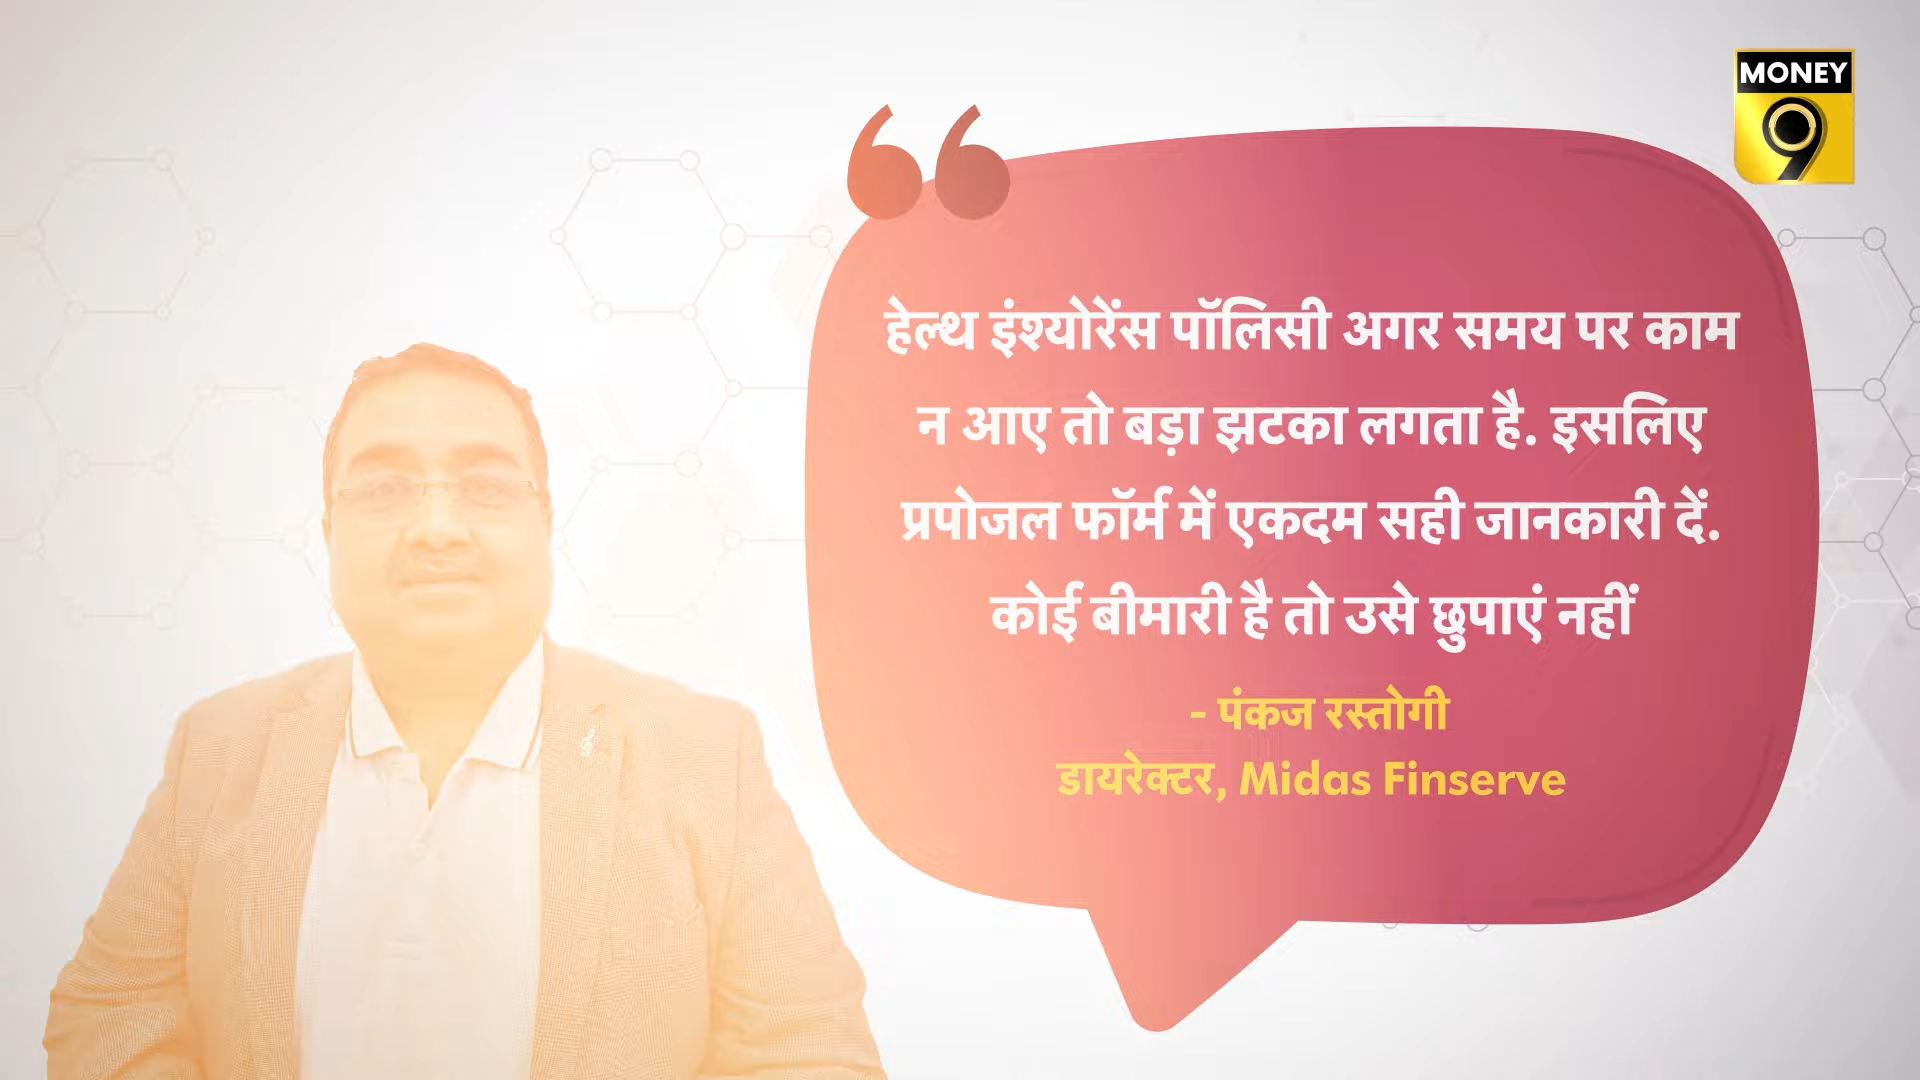 MONEY
9
हेल्थ इंश्योरेंस पॉलिसी अगर समय पर काम
न आए तो बड़ा झटका लगता है. इसलिए
प्रपोजल फॉर्म में एकदम सही जानकारी दें.
कोई बीमारी है तो उसे छुपाएं नहीं
- पंकज रस्तोगी
डायरेक्टर, Midas Finserve